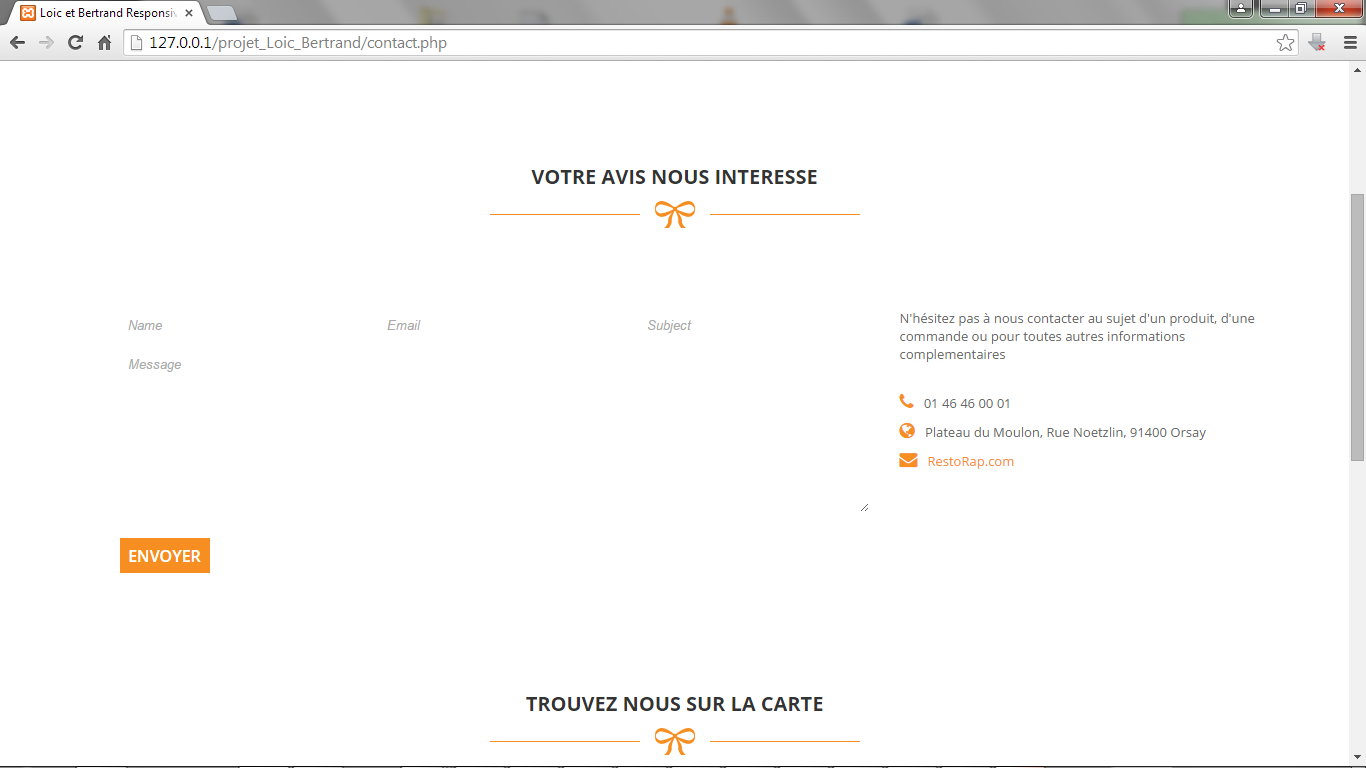 Loic et Bertrand Responsiv
127.0.0.1/projet_Loic_Bertrand/contact.php
VOTRE AVIS NOUS INTERESSE
Name Email Subject
Message
ENVOYER
N'hésitez pas à nous contacter au sujet d'un produit, d'une
commande ou pour toutes autres informations
complementaires
01 46 46 00 01
Plateau du Moulon, Rue Noetzlin, 91400 Orsay
RestoRap.com
TROUVEZ NOUS SUR LA CARTE